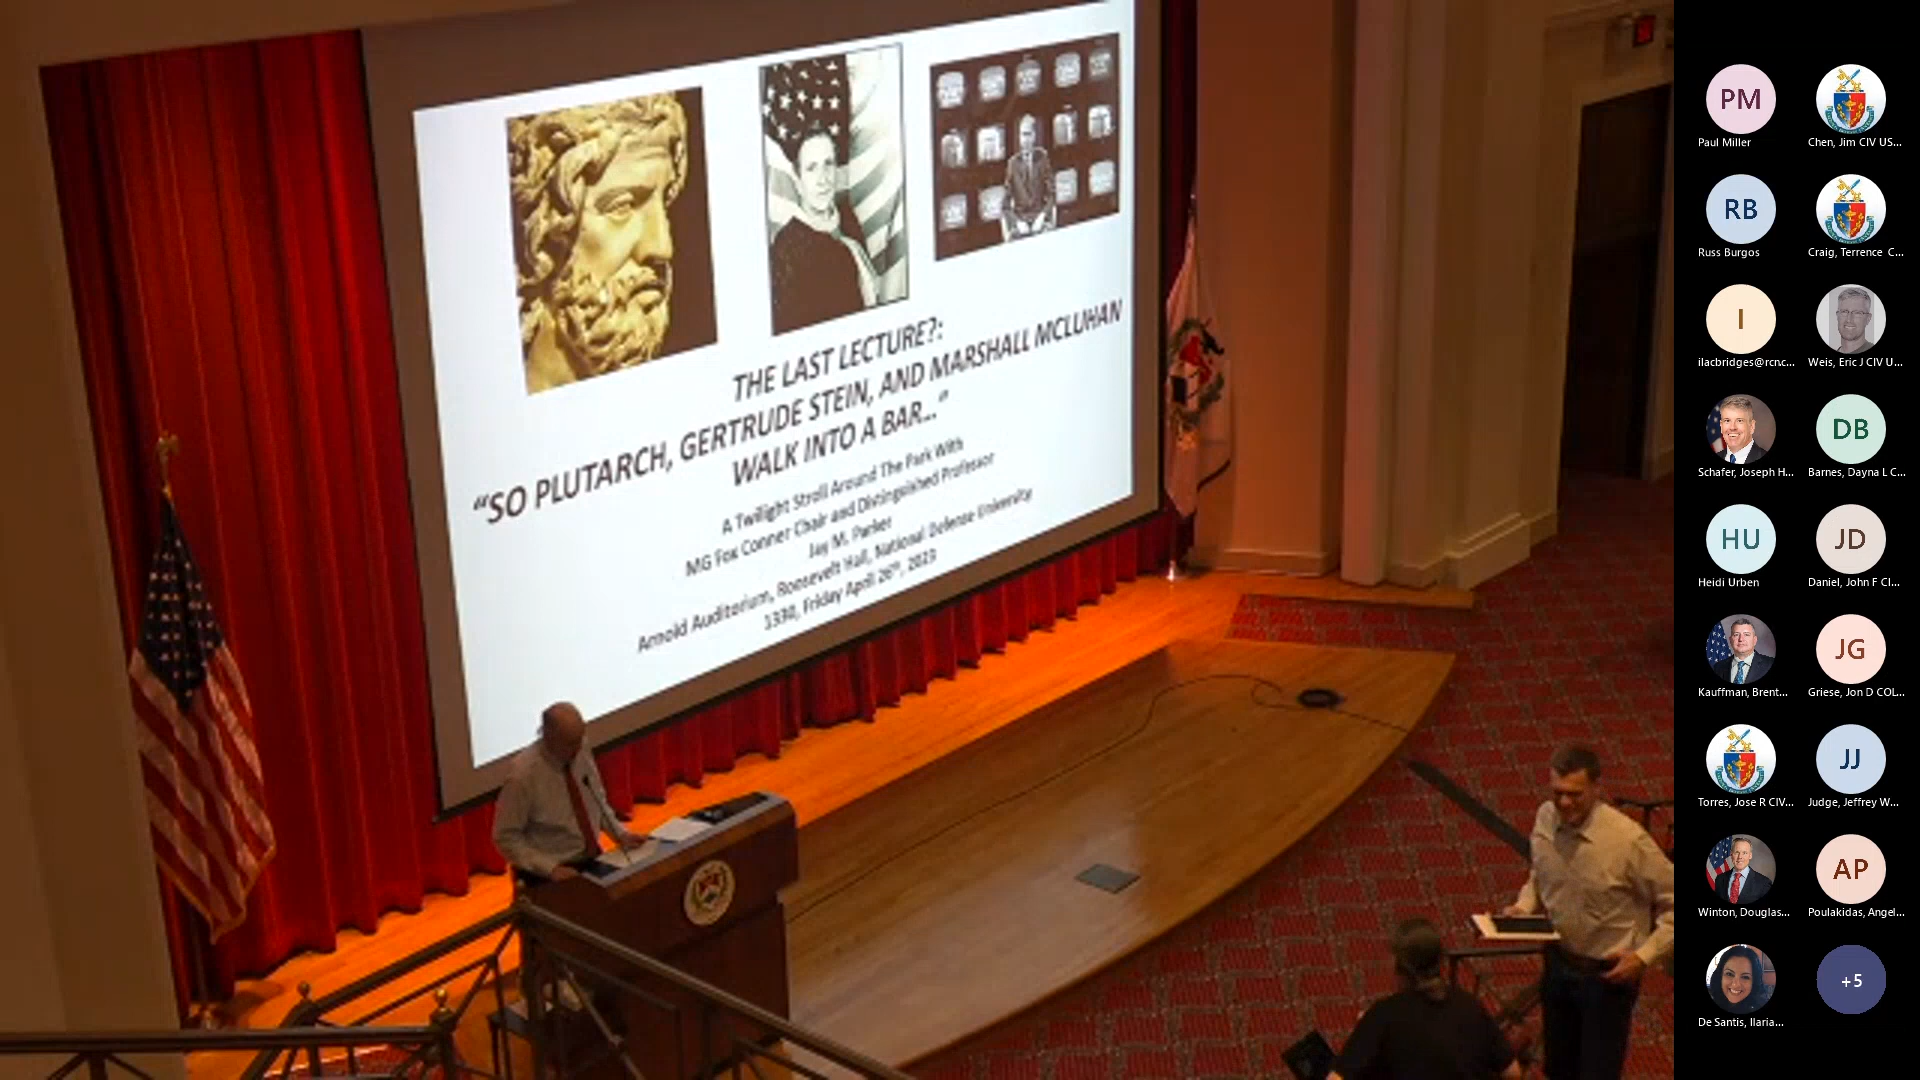 THE LAST LECTURE?:
“SO PLUTARCH, GERTRUDE STEIN, AND MARSHALL MCLUHAN
WALK INTO A BAR...”
A Twilight Stroll Around The Park With
MG Fox Conner Chair and Distinguished Professor
Jay M. Parker
Arnold Auditorium, Roosevelt Hall, National Defense University
1330, Friday April 26th, 2023
PM
Paul Miller
Chen, Jim CIV US...
RB
Russ Burgos
Craig, Terrence C...
I
ilacbridges@rcn.c...
Weis, Eric J CIV U...
Schafer, Joseph H...
DB
Barnes, Dayna L C...
HU
Heidi Urben
JD
Daniel, John F CI...
Kauffman, Brent...
JG
Griese, Jon D COL...
Torres, Jose R CIV...
JJ
Judge, Jeffrey W...
Winton, Douglas...
AP
Poulakidas, Angel...
De Santis, Ilaria...
+5